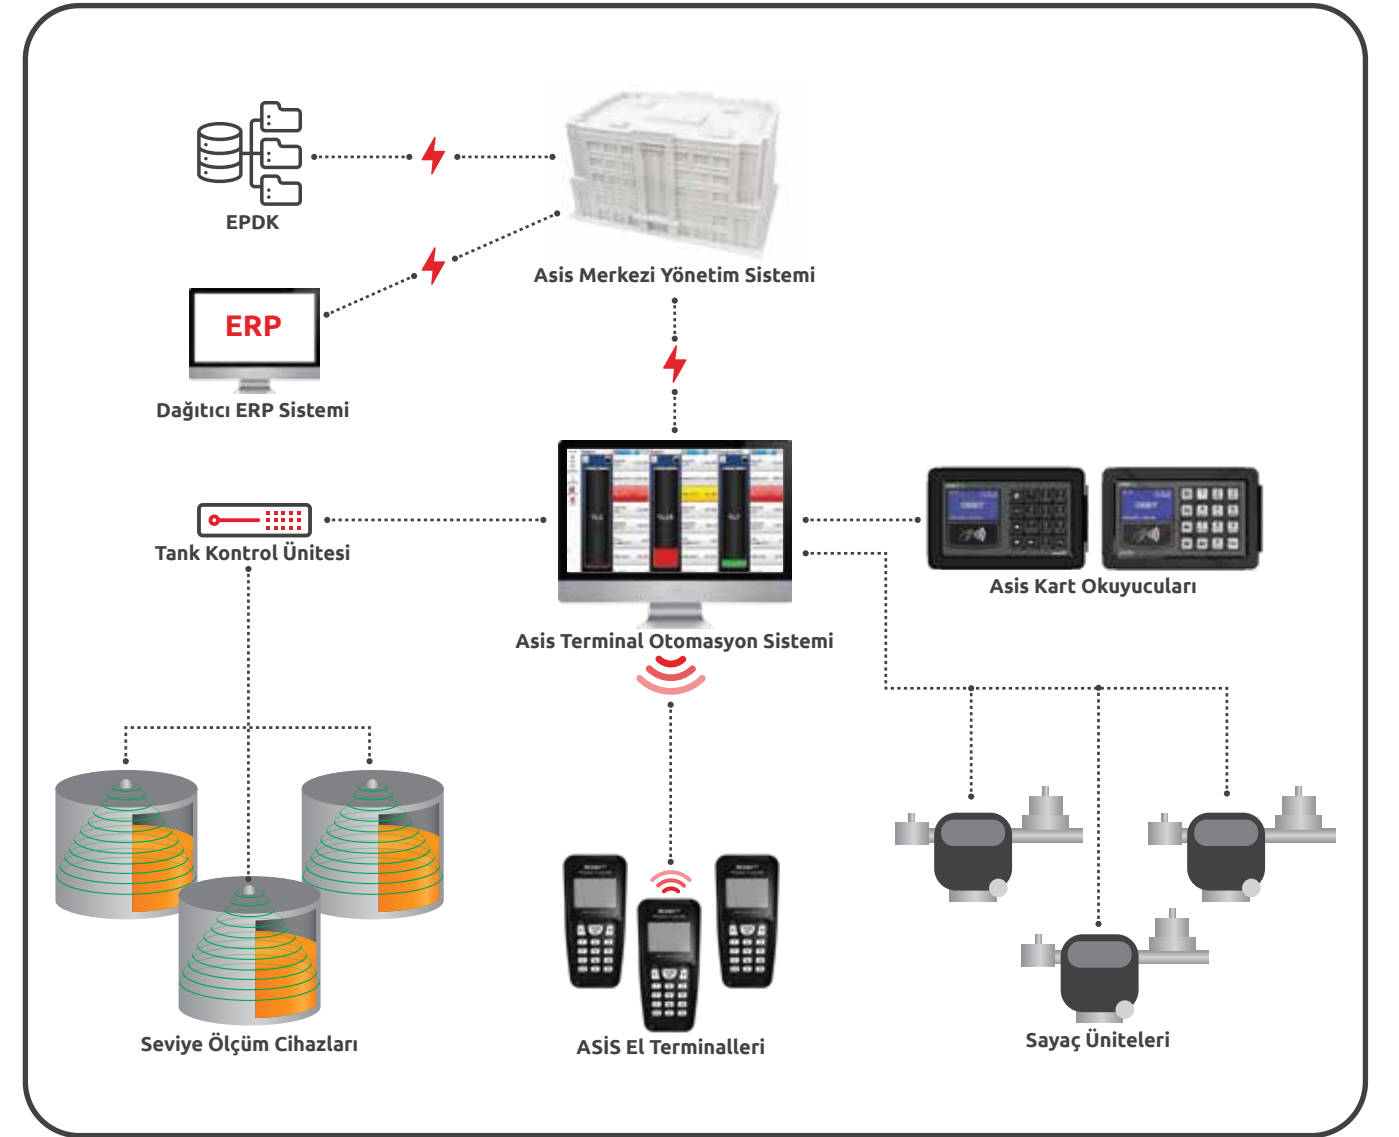 EPDK
Asis Merkezi Yönetim Sistemi
ERP
Dağıtıcı ERP Sistemi
Tank Kontrol Ünitesi
Asis Kart Okuyucuları
Asis Terminal Otomasyon Sistemi
Seviye Ölçüm Cihazları
ASİS El Terminalleri
Sayaç Üniteleri